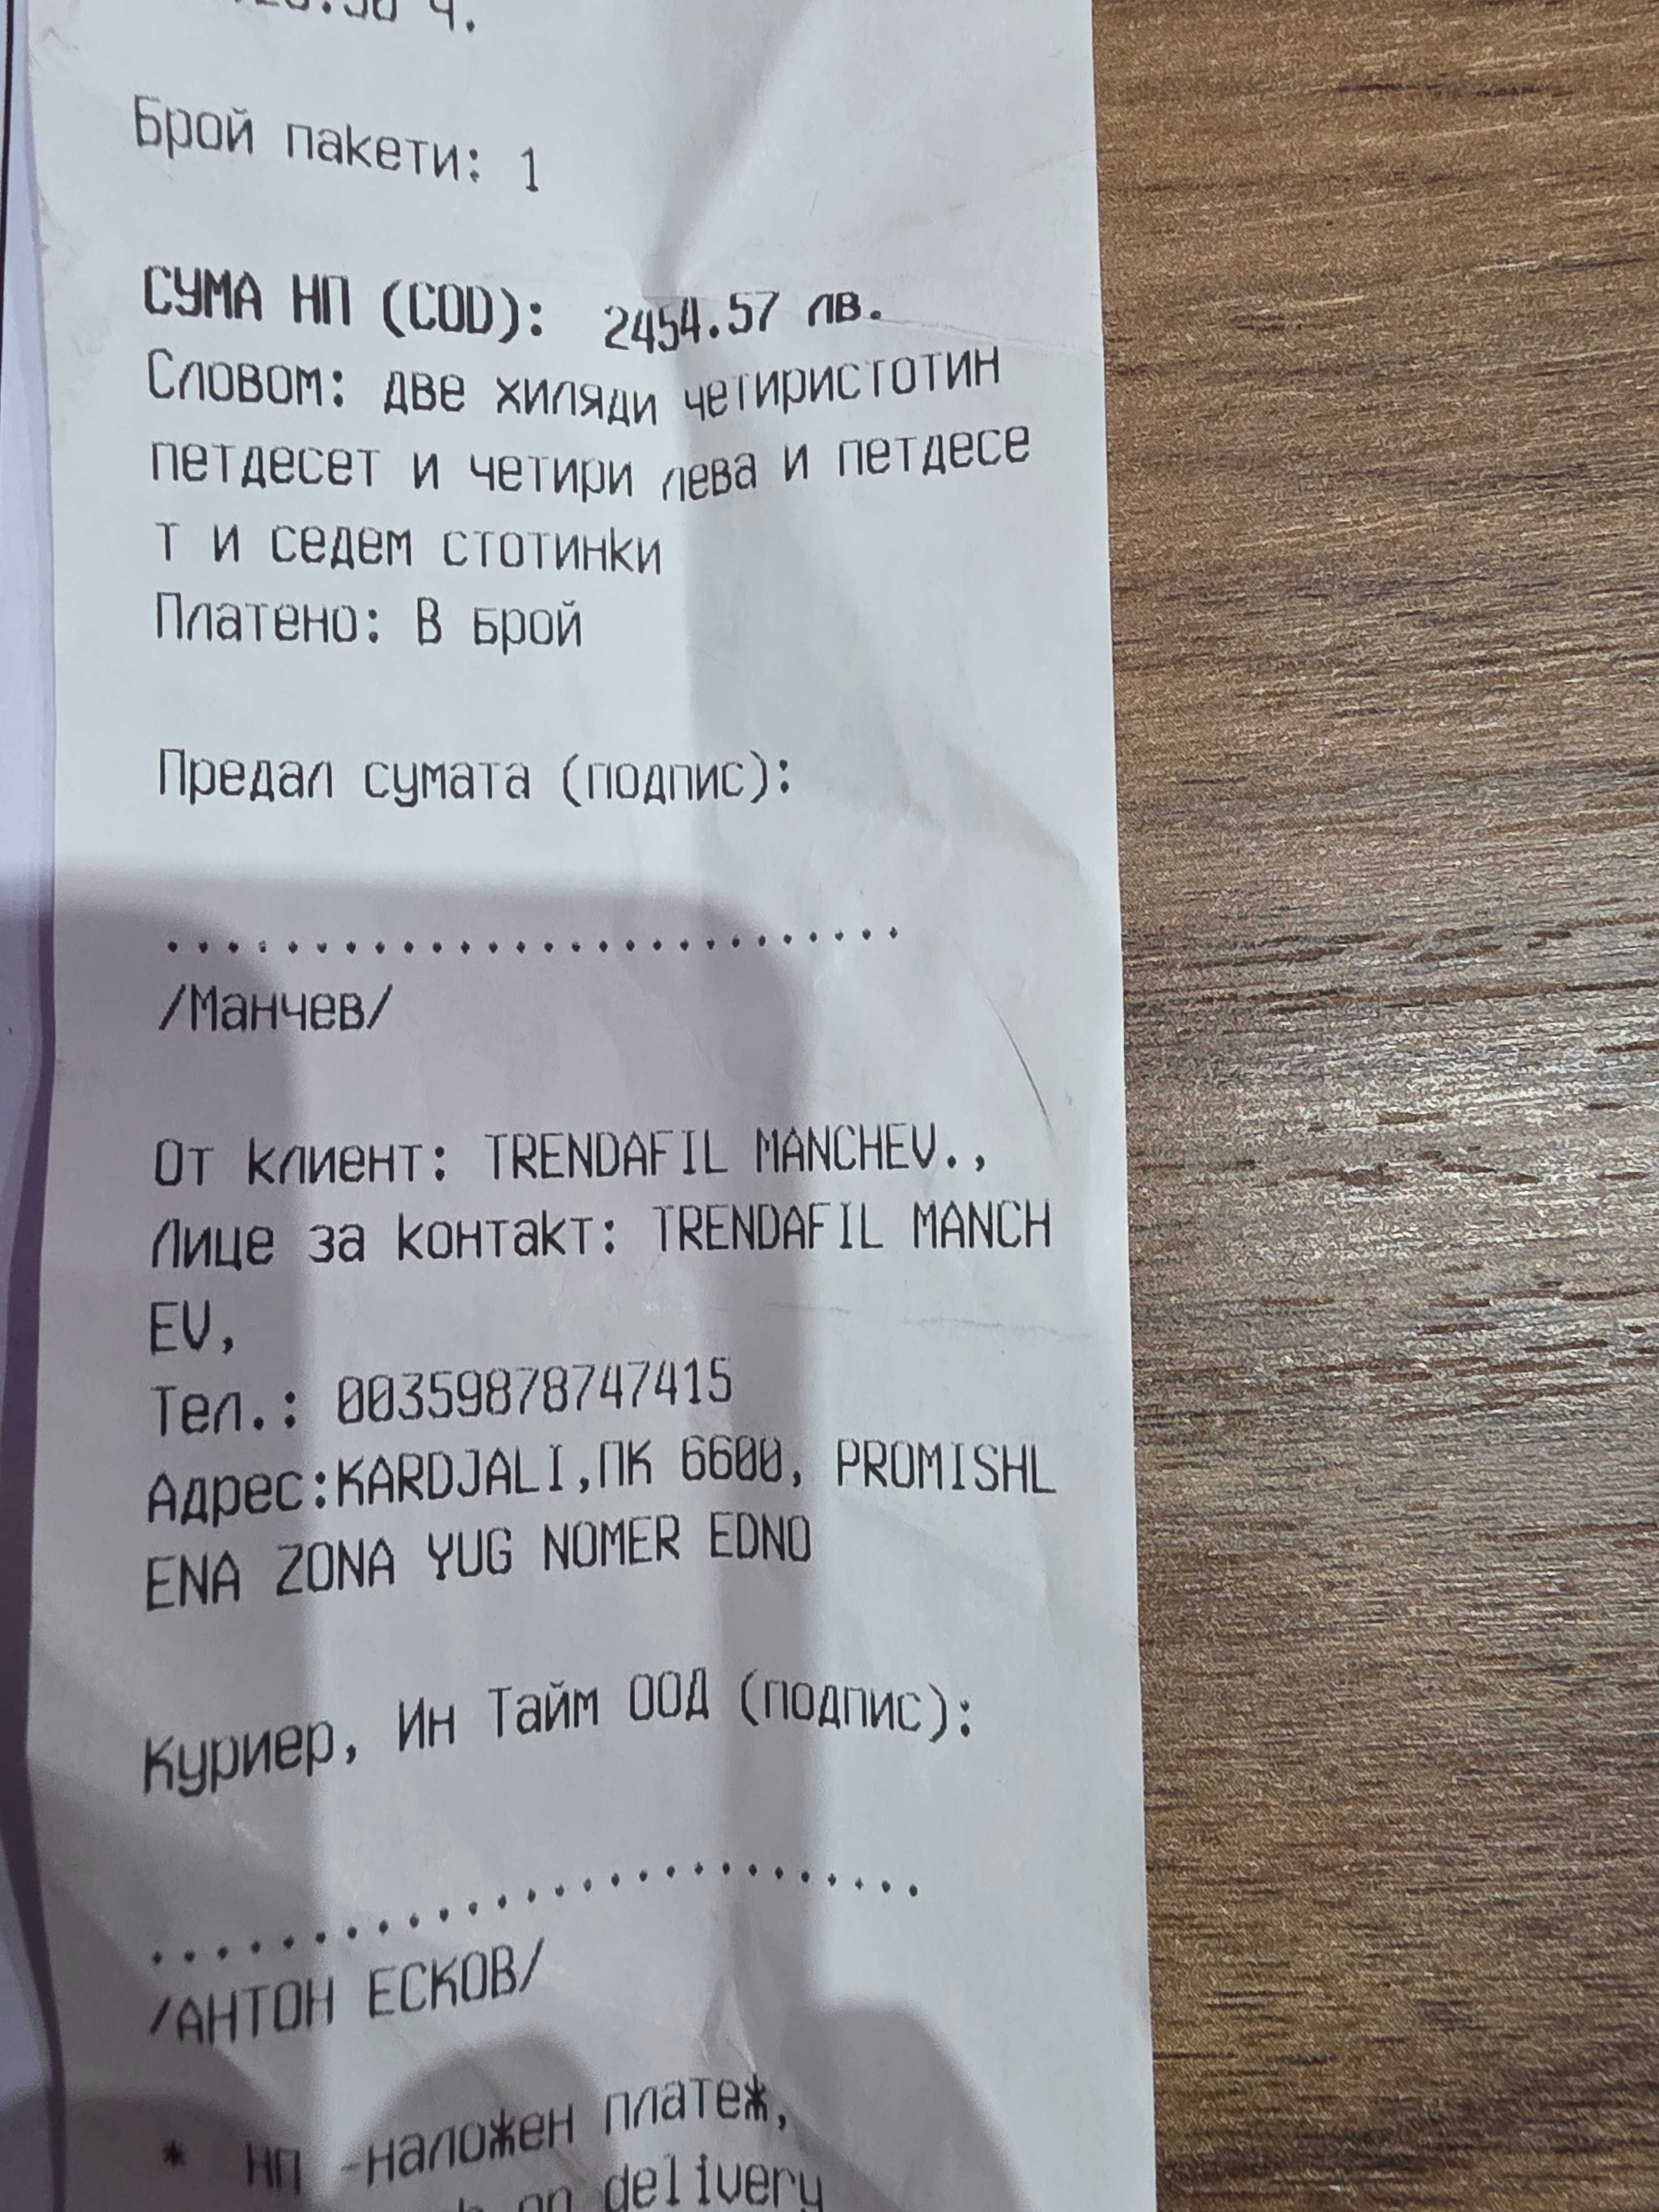 ч.
Брой пакети: 1
СУМА НП (COD): 2454.57 лв.
Словом: две хиляди четиристотин
петдесет и четири лева и петдесе
т и седем стотинки
Платено: В брой
Предал сумата (подпис):
..........................
/Манчев/
От клиент: TRENDAFIL MANCHEV.,
Лице за контакт: TRENDAFIL MANCH
EV,
Тел.: 00359878747415
Адрес:KARDJALI,ПК 6600, PROMISHL
ENA ZONA YUG NOMER EDNO
Куриер, Ин Тайм ООД (подпис):
..........................
/АНТОН ЕСКОВ/
* НП -наложен платеж,
on delivery